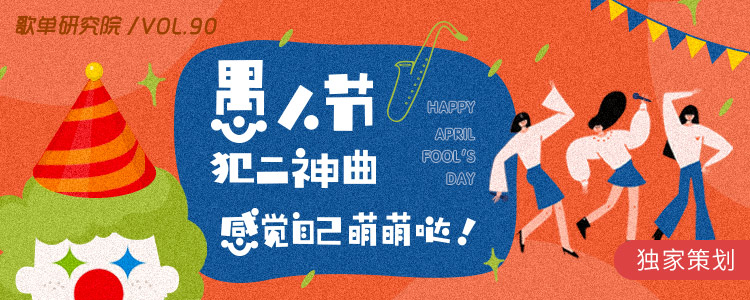 歌单研究院 /VOL.90
愚人节
犯二神曲
感觉自己萌萌哒！
HAPPY
APRIL
FOOL'S
DAY
独家策划